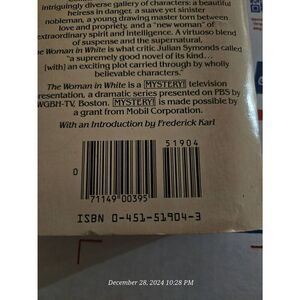 intriguingly diverse gallery of characters: a beautiful
heiress in danger, a suave yet sinister
nobleman, a young drawing master torn between
love and propriety, and a "new woman" of
extraordinary spirit and intelligence. A virtuoso blend
of suspense and the supernatural,
The Woman in White is what critic Julian Symonds called
"a supremely good novel of its kind...
{with} an exciting plot carried through by wholly
believable characters."
The Woman in White is a MYSTERY! television
presentation, a dramatic series presented on PBS by
WGBH-TV, Boston. MYSTERY! is made possible by
a grant from Mobil Corporation.
With an Introduction by Frederick Karl
51904
0
71149 00395
ISBN 0-451-51904-3
December 28, 2024 10:28 PM